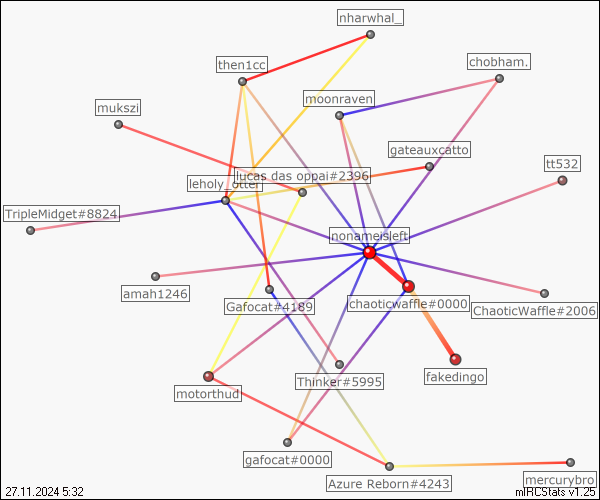 nharwhal_
then1cc
chobham.
moonraven
mukszi
gateauxcatto
tt532
lucas das oppai#2396
leholy_otter
TripleMidget#8824
nonameisleft
amah1246
Gafocat#4189
chaoticwaffle#0000
ChaoticWaffle#2006
Thinker#5995
fakedingo
motorthud
gafocat#0000
Azure Reborn#4243
mercurybro
27.11.2024 5:32
mIRCStats v1.25